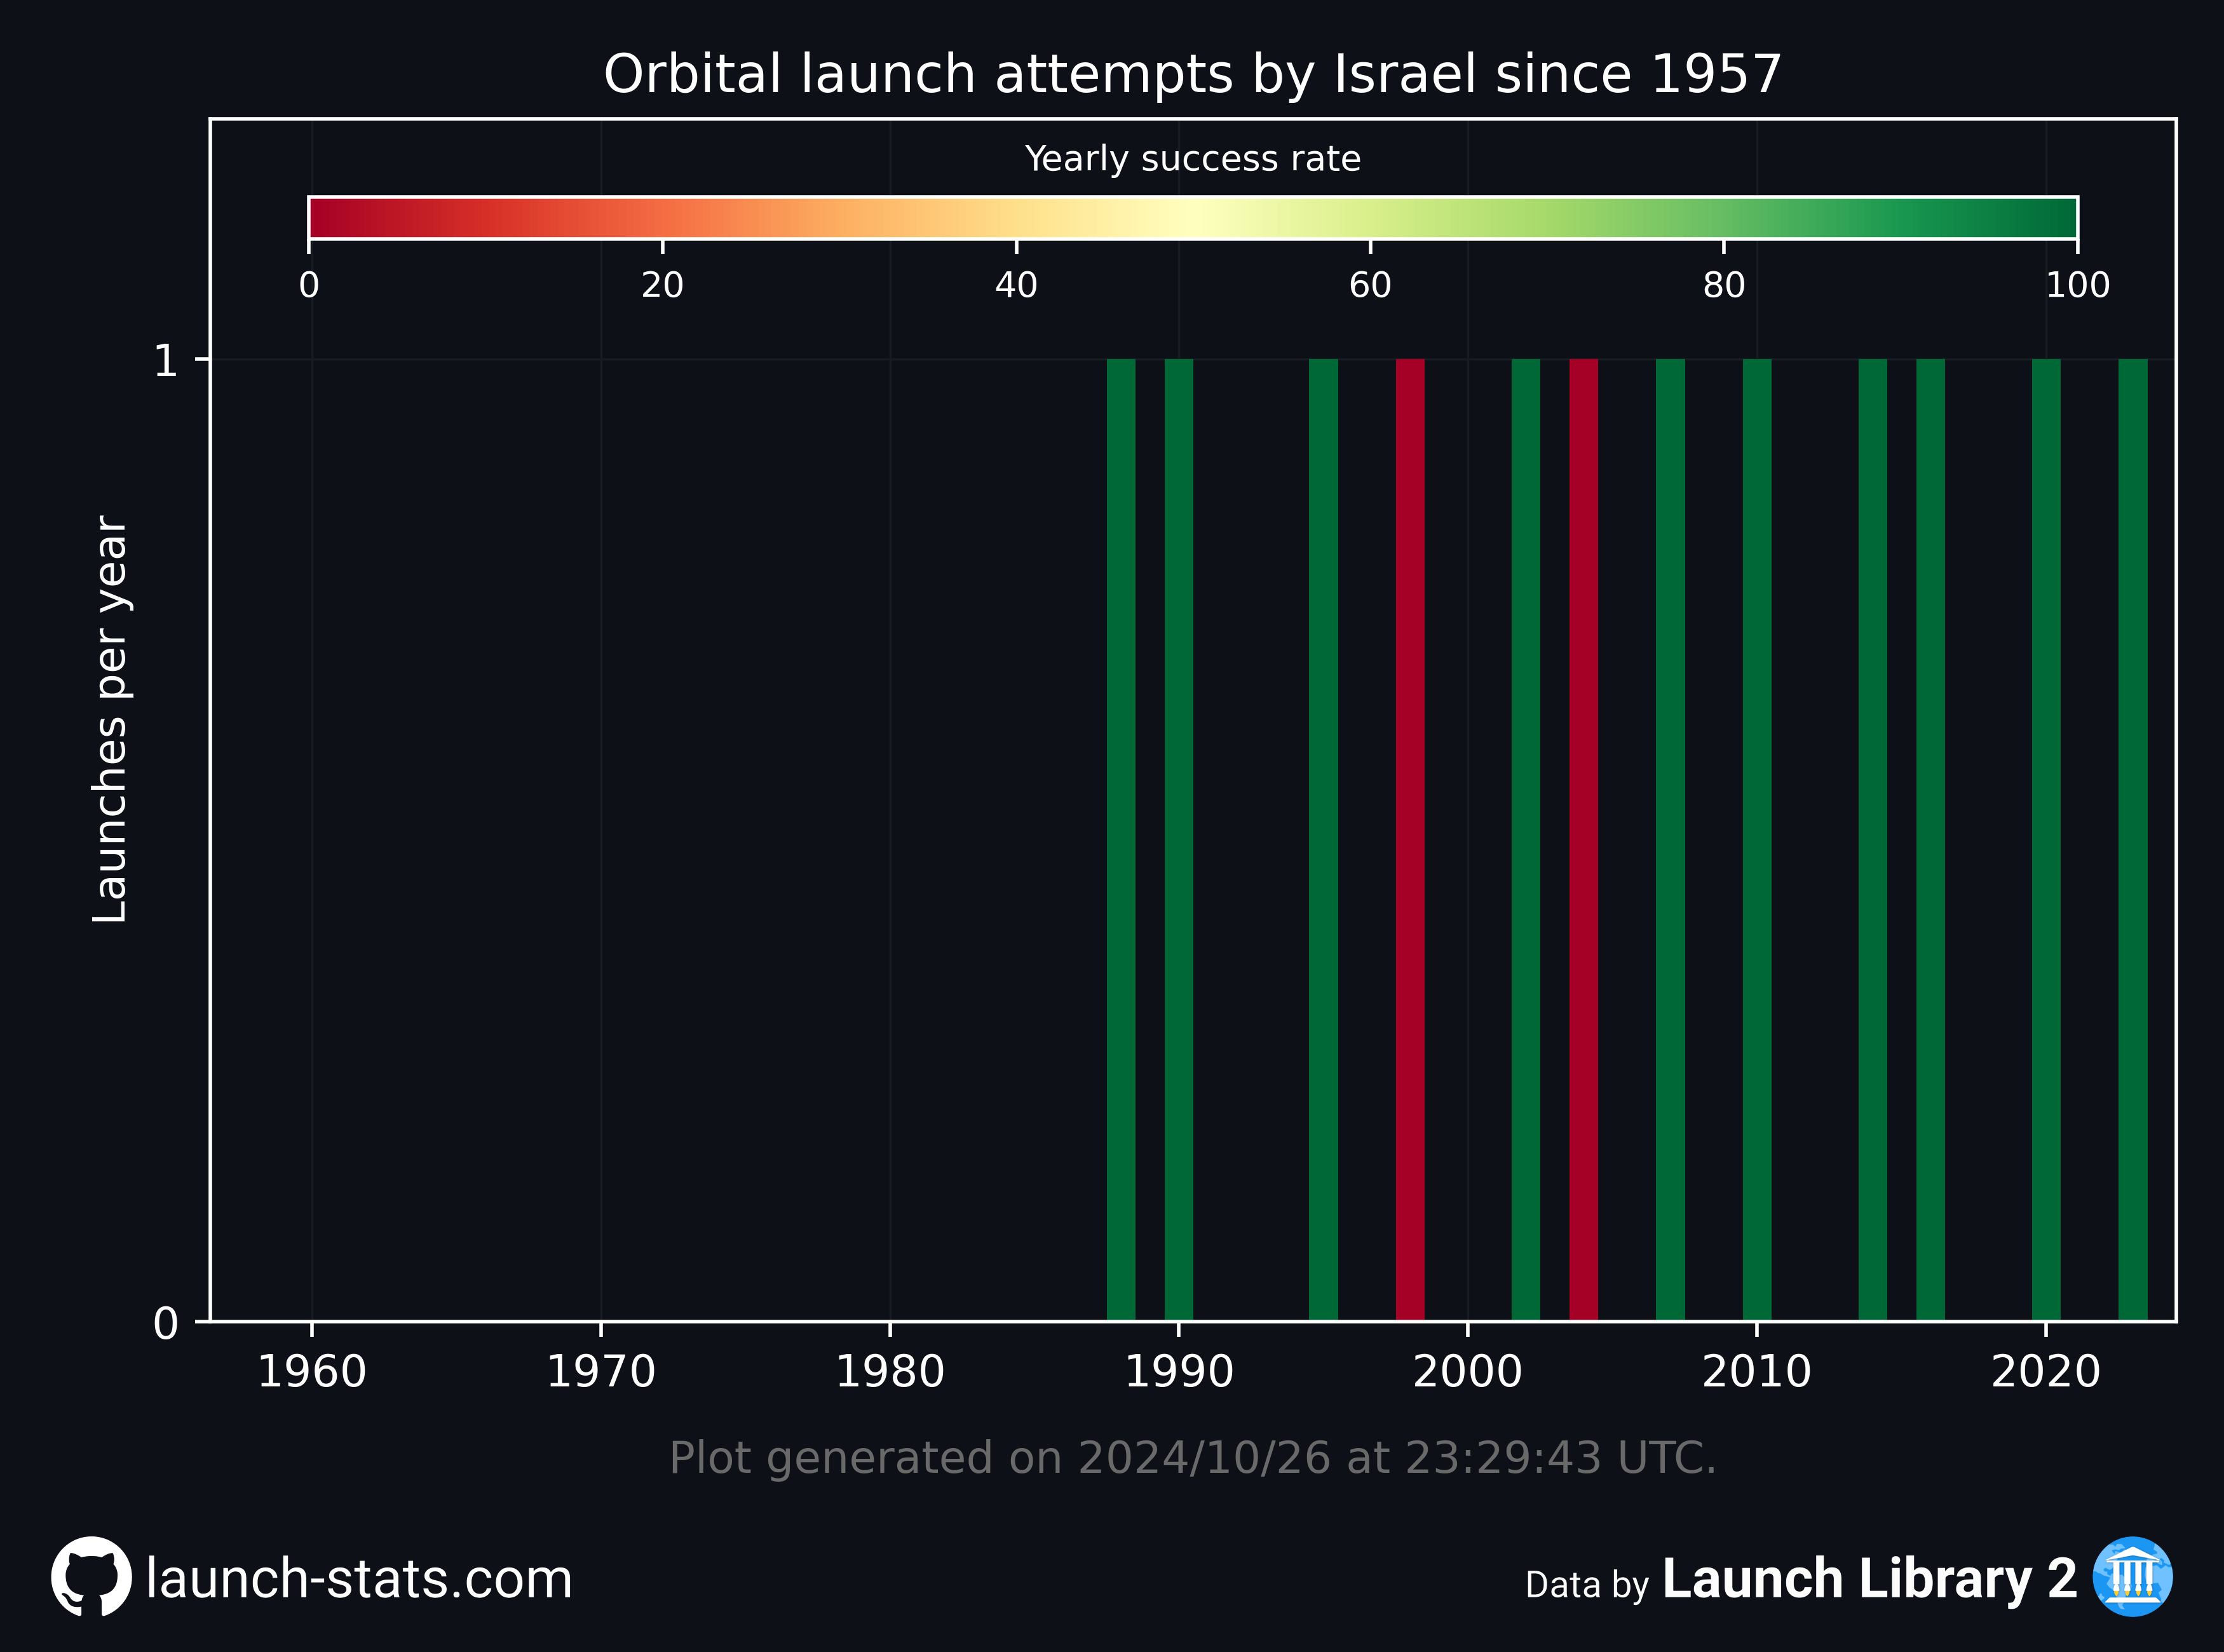 Orbital launch attempts by Israel since 1957
Yearly success rate
0 20 40 60 80 100
1
Launches per year
0
1960 1970 1980 1990 2000 2010 2020
Plot generated on 2024/10/26 at 23:29:43 UTC.
launch-stats.com
Data by Launch Library 2